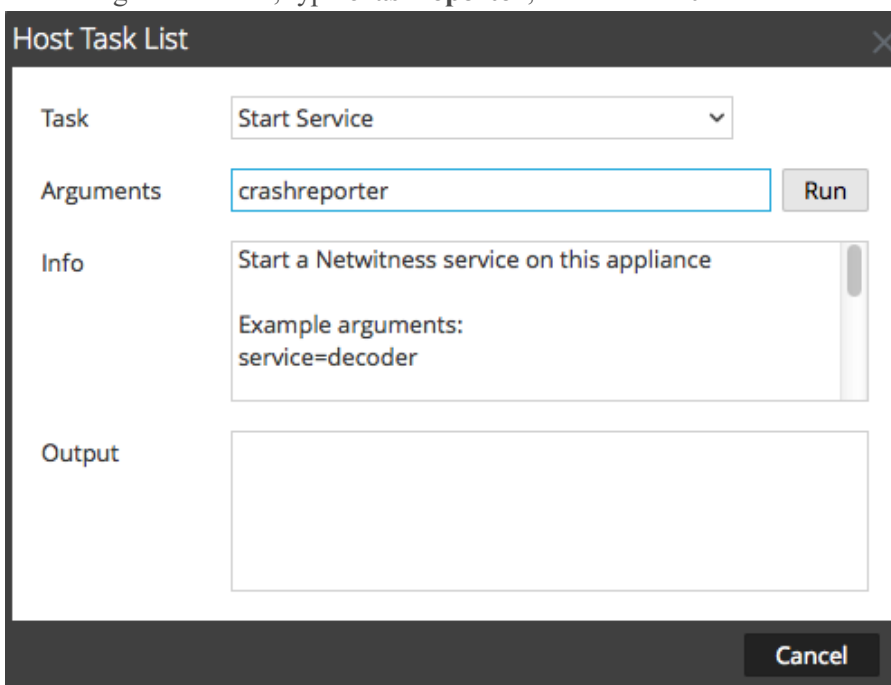 Host Task List
Task
Start Service
Arguments
crashreporter
Run
Info
Start a Netwitness service on this appliance
Example arguments:
service=decoder
Output
Cancel